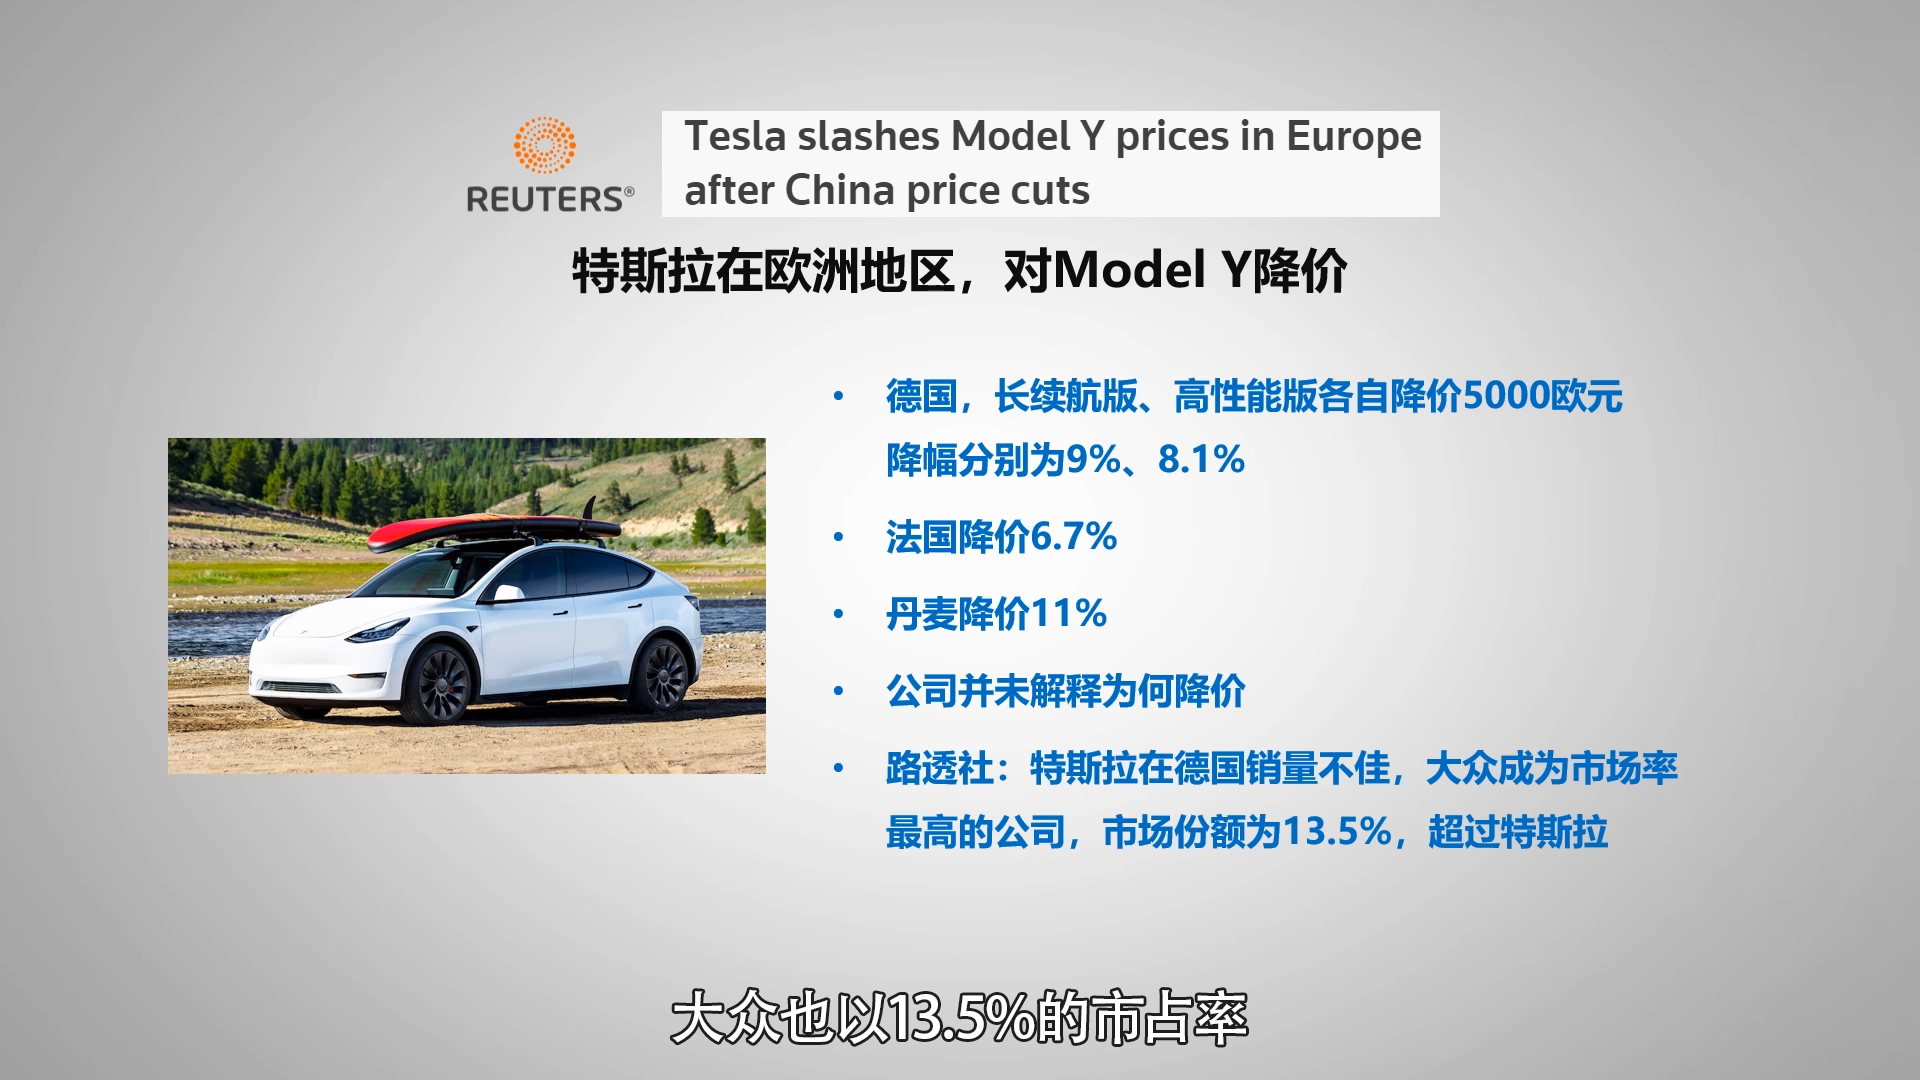 REUTERS®
Tesla slashes Model Y prices in Europe
after China price cuts
特斯拉在欧洲地区，对Model Y降价
• 德国，长续航版、高性能版各自降价5000欧元
降幅分别为9%、8.1%
• 法国降价6.7%
• 丹麦降价11%
• 公司并未解释为何降价
• 路透社：特斯拉在德国销量不佳，大众成为市场率
最高的公司，市场份额为13.5%，超过特斯拉
大众也以13.5%的市占率